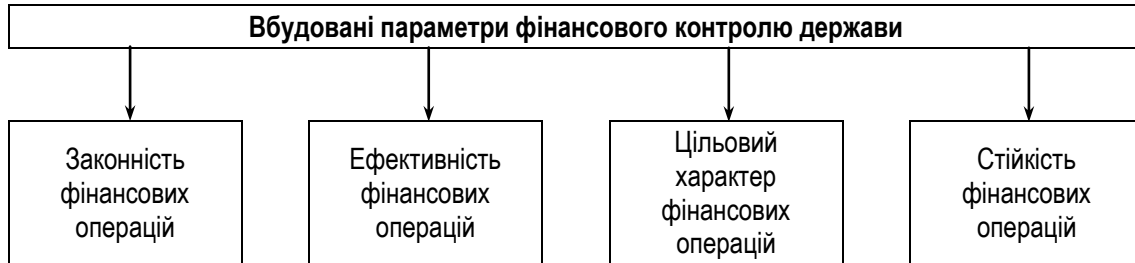 Вбудовані параметри фінансового контролю держави
Законність
фінансових
операцій
Ефективність
фінансових
операцій
Цільовий
характер
фінансових
операцій
Стійкість
фінансових
операцій